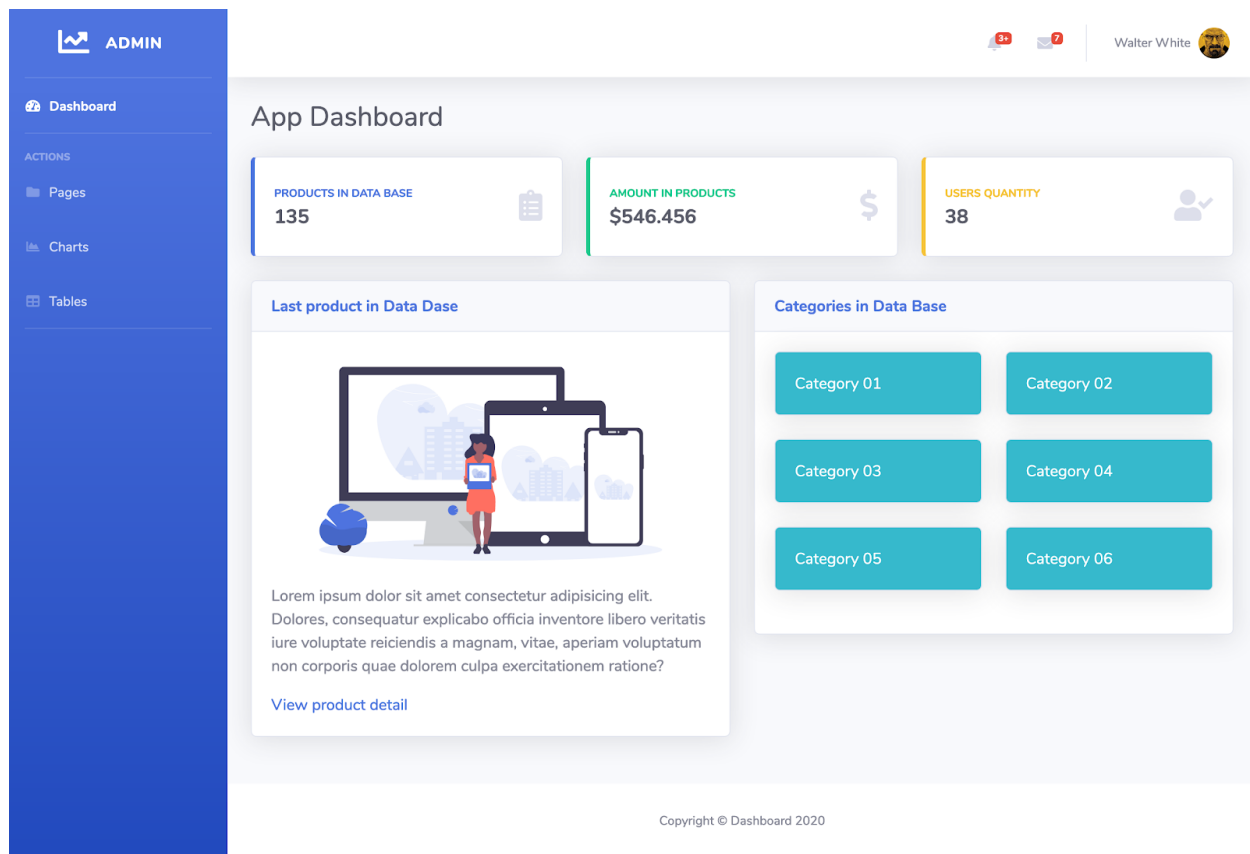 ADMIN
3+
7
Walter White
Dashboard
App Dashboard
ACTIONS
Pages
Charts
Tables
PRODUCTS IN DATA BASE
135
AMOUNT IN PRODUCTS
$546.456
$
USERS QUANTITY
38
Last product in Data Dase
Lorem ipsum dolor sit amet consectetur adipisicing elit.
Dolores, consequatur explicabo officia inventore libero veritatis
iure voluptate reiciendis a magnam, vitae, aperiam voluptatum
non corporis quae dolorem culpa exercitationem ratione?
View product detail
Categories in Data Base
Category 01
Category 02
Category 03
Category 04
Category 05
Category 06
Copyright © Dashboard 2020